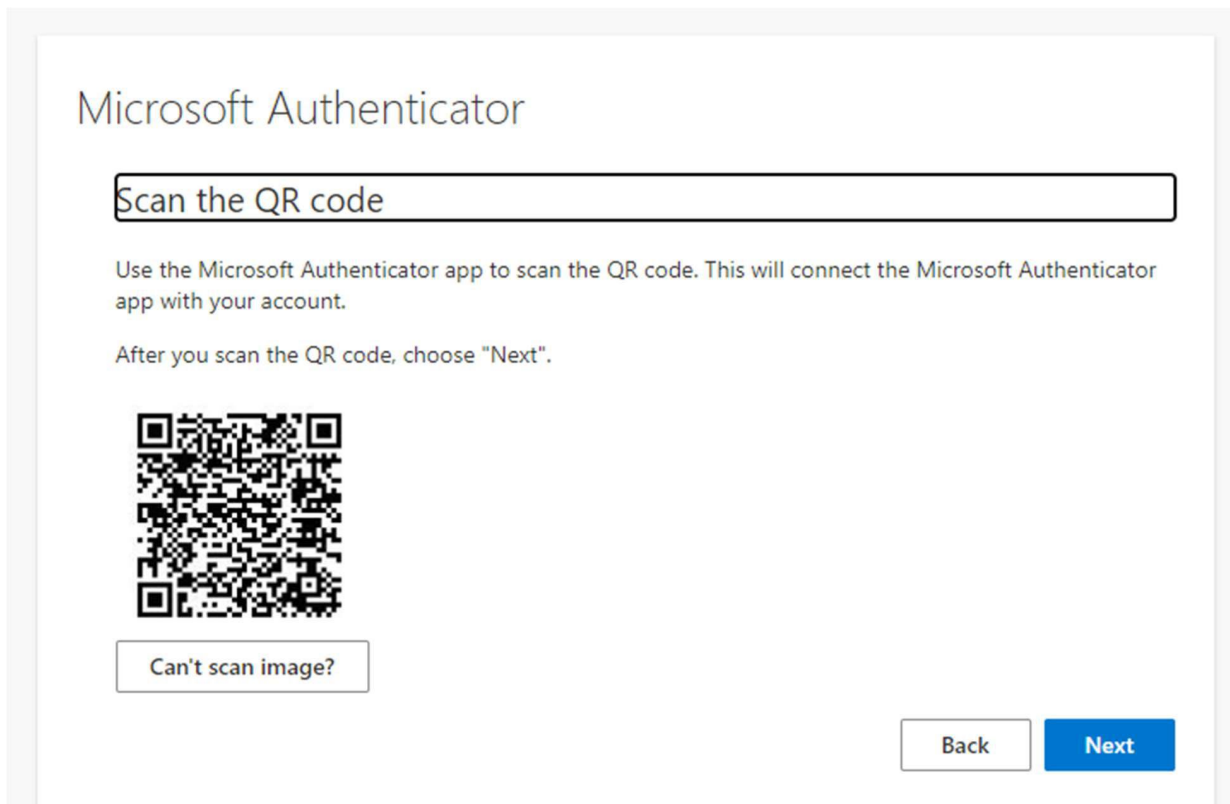 Microsoft Authenticator
Scan the QR code
Use the Microsoft Authenticator app to scan the QR code. This will connect the Microsoft Authenticator
app with your account.
After you scan the QR code, choose "Next".
Can't scan image?
Back
Next